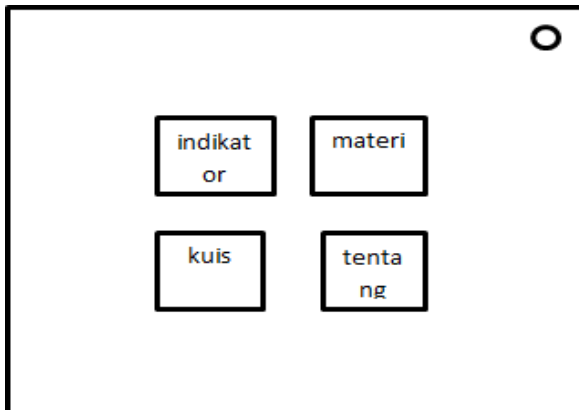 indikat
or
materi
kuis
tenta
ng